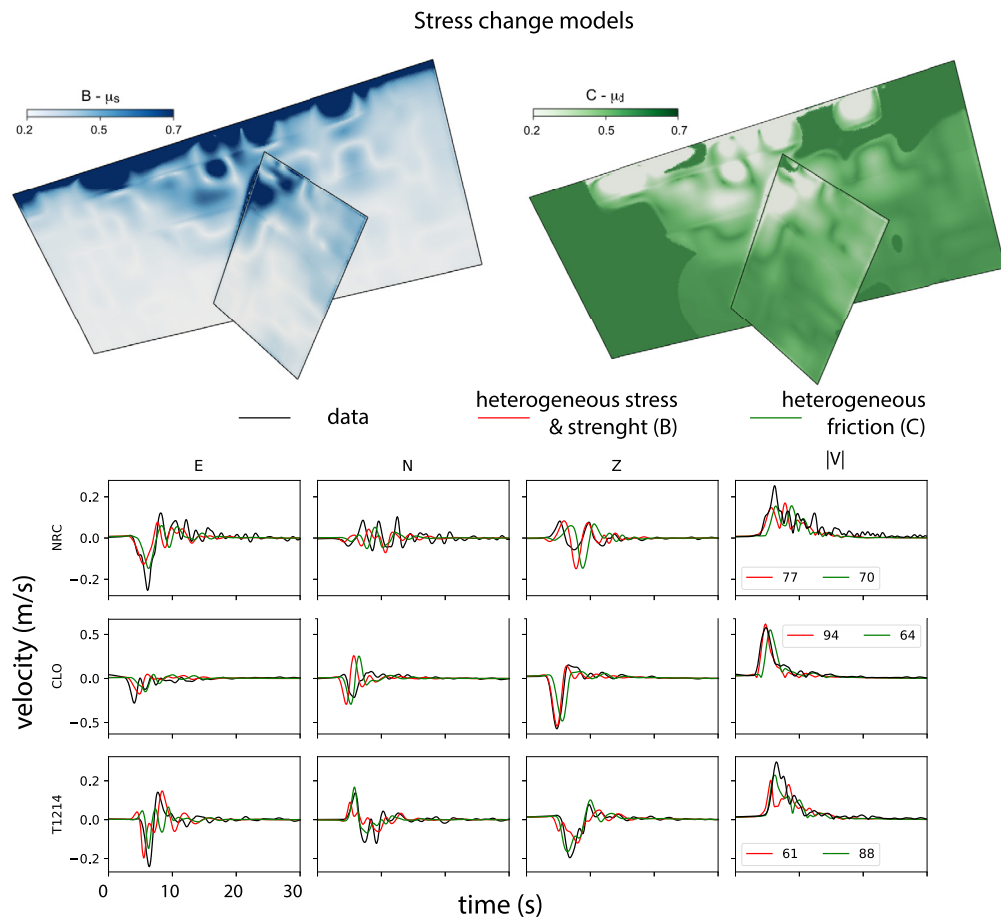 Stress change models
B - μs
0.2 0.5 0.7
C - μd
0.2 0.5 0.7
data
heterogeneous stress
& strenght (B)
heterogeneous
friction (C)
E N Z |V|
velocity (m/s)
NRC
0.2
0.0
−0.2
77 70
CLO
0.5
0.0
−0.5
94 64
T1214
0.2
0.0
−0.2
61 88
0 10 20 30
time (s)